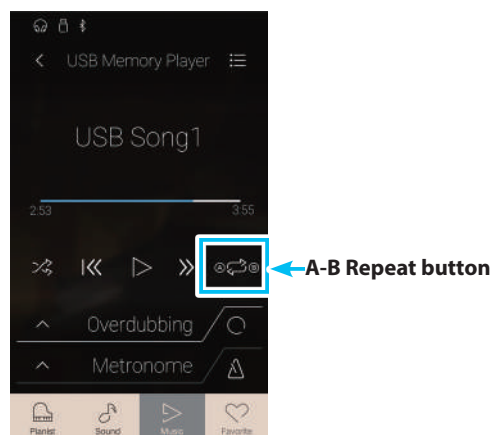 USB Memory Player
USB Song1
2:53 3:55
A B
A-B Repeat button
Overdubbing
Metronome
Pianist Sound Music Favorite